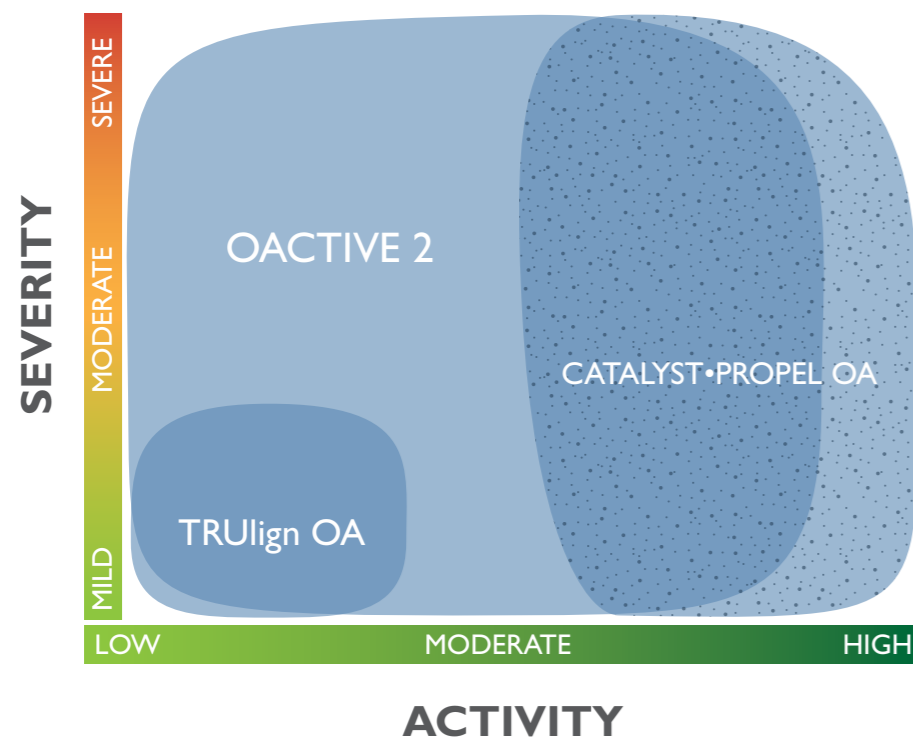 SEVERITY
SEVERE
MODERATE
MILD
OACTIVE 2
CATALYST•PROPEL OA
TRUlign OA
LOW
MODERATE
HIGH
ACTIVITY